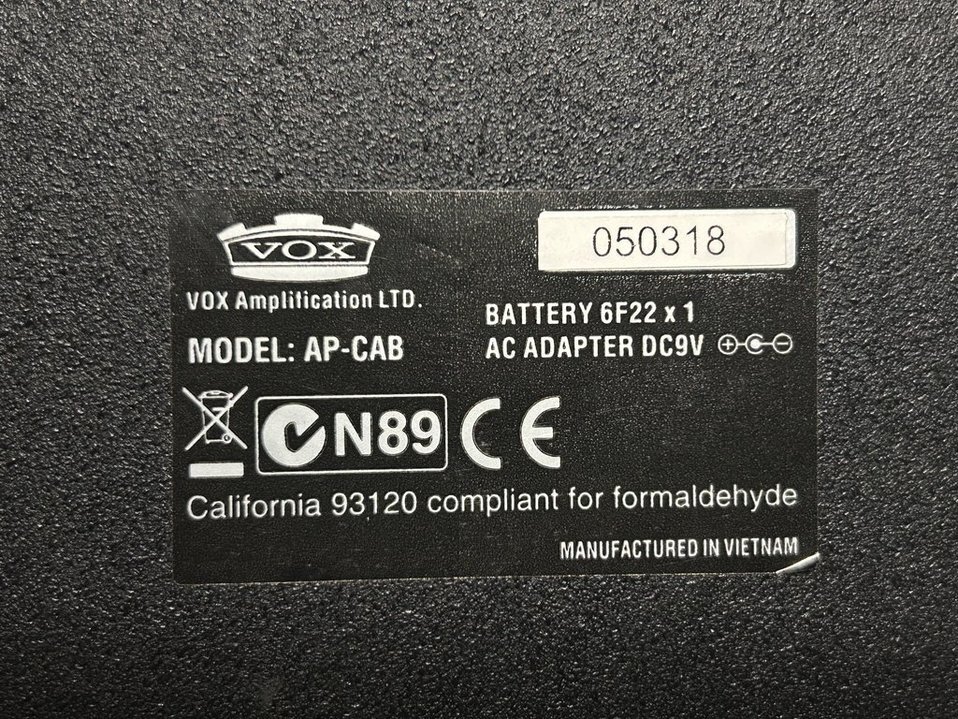 VOX
050318
VOX Amplification LTD.
BATTERY 6F22 x 1
MODEL: AP-CAB
AC ADAPTER DC9V
N89 CE
California 93120 compliant for formaldehyde
MANUFACTURED IN VIETNAM